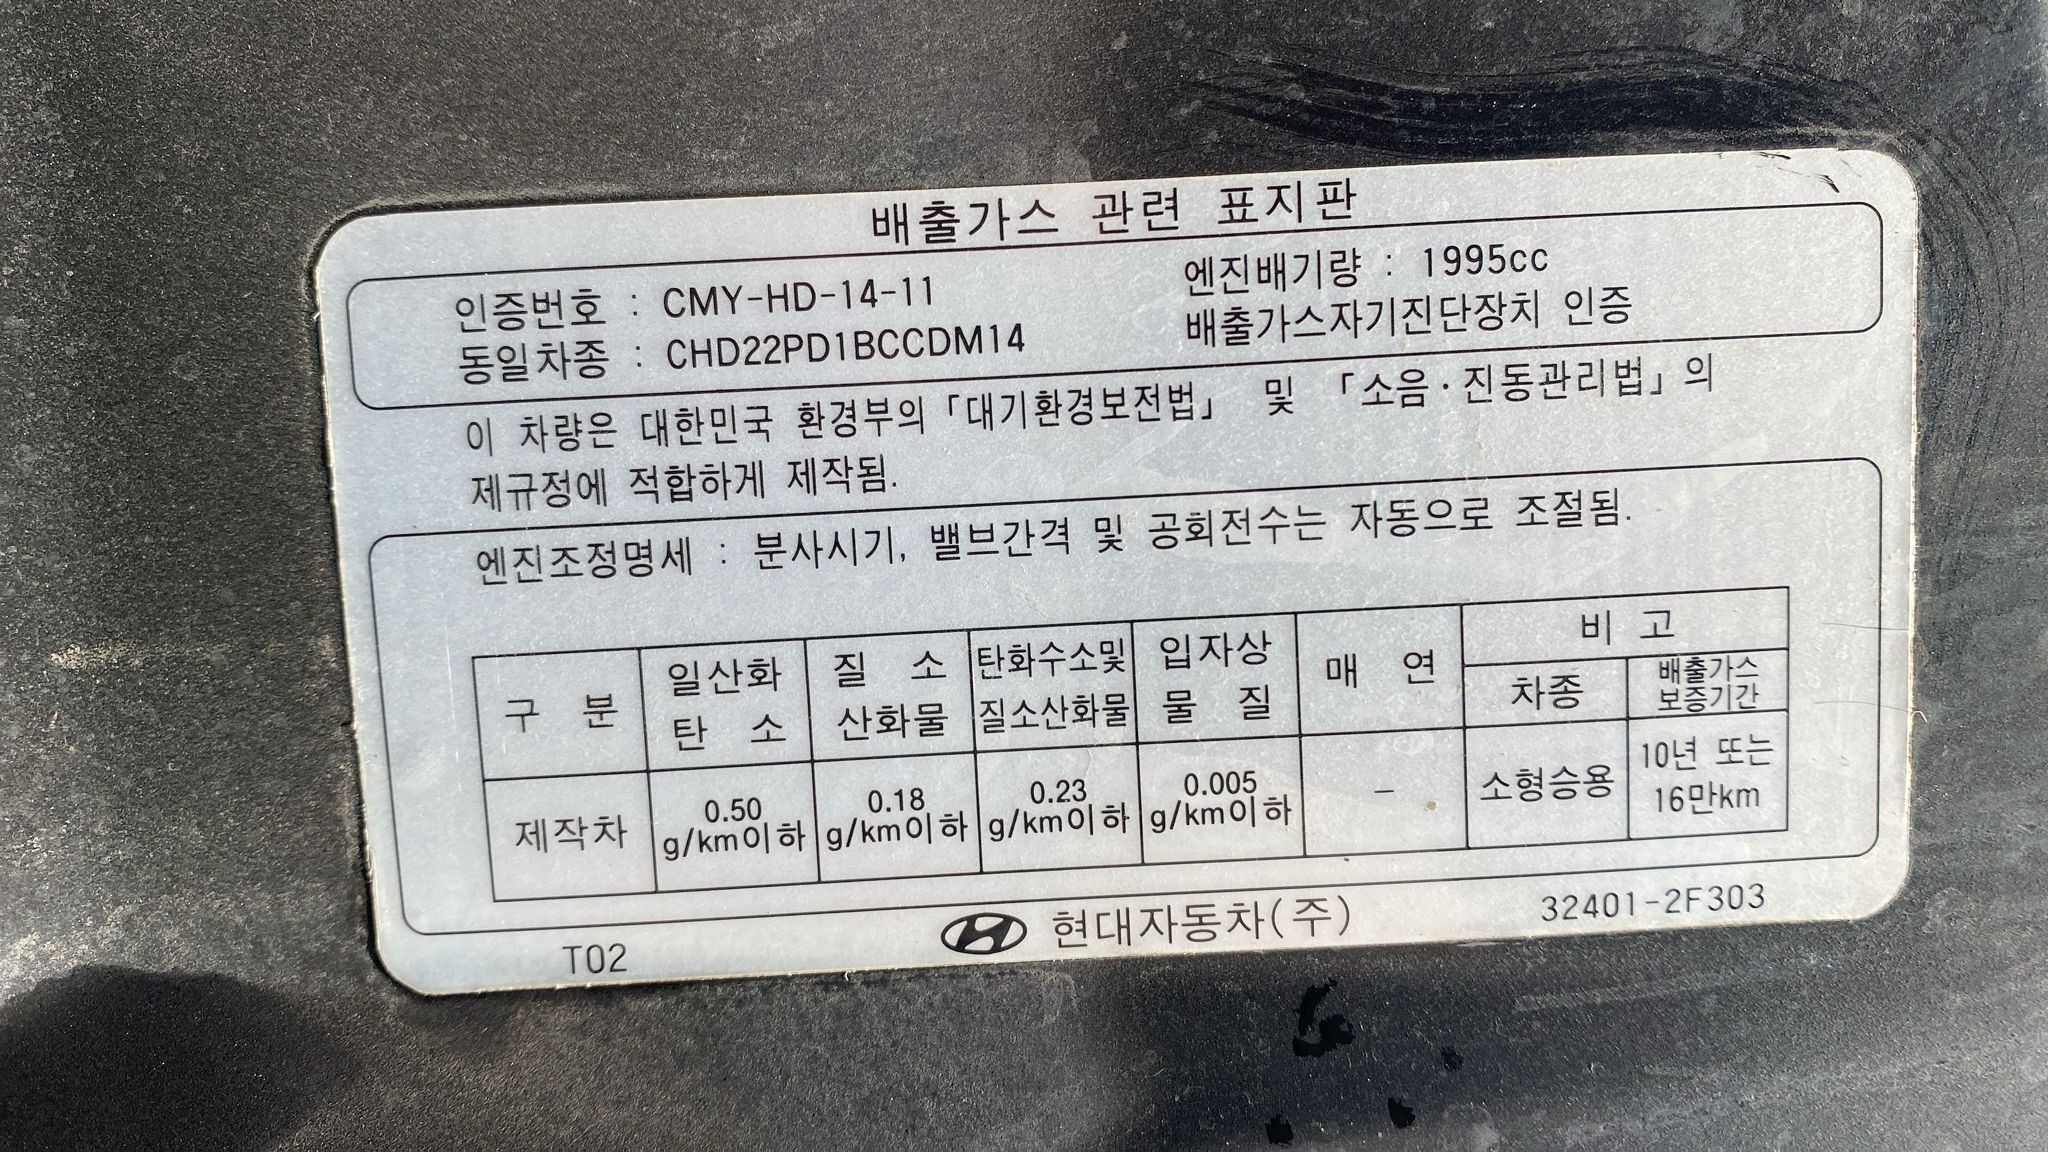 배출가스 관련 표지판
인증번호 : CMY-HD-14-11
엔진배기량 : 1995cc
동일차종 : CHD22PD1BCCDM14
배출가스자기진단장치 인증
이 차량은 대한민국 환경부의 「대기환경보전법」 및 「소음·진동관리법」의
제규정에 적합하게 제작됨.
엔진조정명세 : 분사시기, 밸브간격 및 공회전수는 자동으로 조절됨.
구 분
일산화
탄 소
질 소
산화물
탄화수소및
질소산화물
입자상
물 질
매 연
비 고
차종
배출가스
보증기간
제작차
0.50
g/km이하
0.18
g/km이하
0.23
g/km이하
0.005
g/km이하
-
소형승용
10년 또는
16만km
T02
현대자동차(주)
32401-2F303